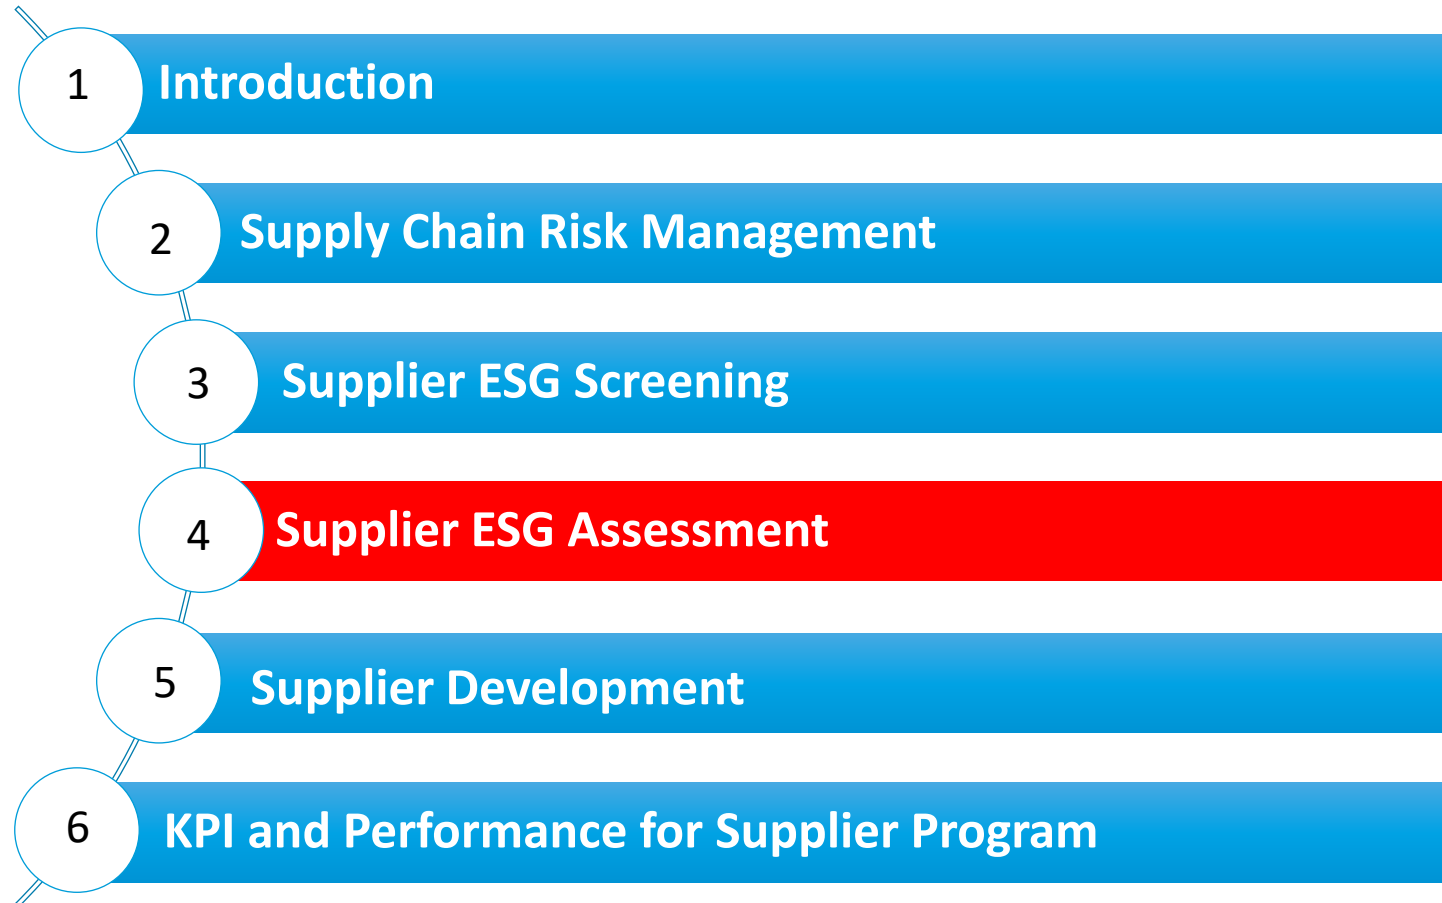 1 Introduction
2 Supply Chain Risk Management
3 Supplier ESG Screening
4 Supplier ESG Assessment
5 Supplier Development
6 KPI and Performance for Supplier Program